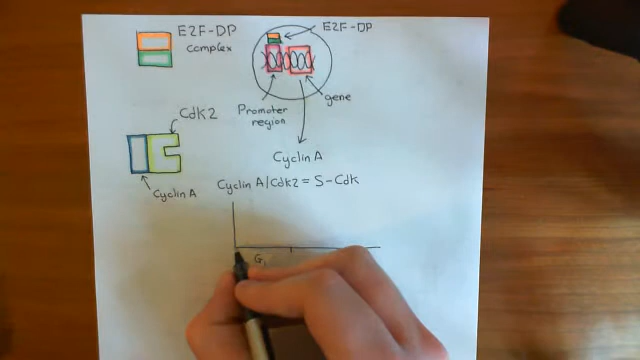 E2F-DP
complex
E2F-DP
Cdk2
Promoter
region
gene
Cyclin A
Cyclin A
Cyclin A/Cdk2 = S-Cdk
G1